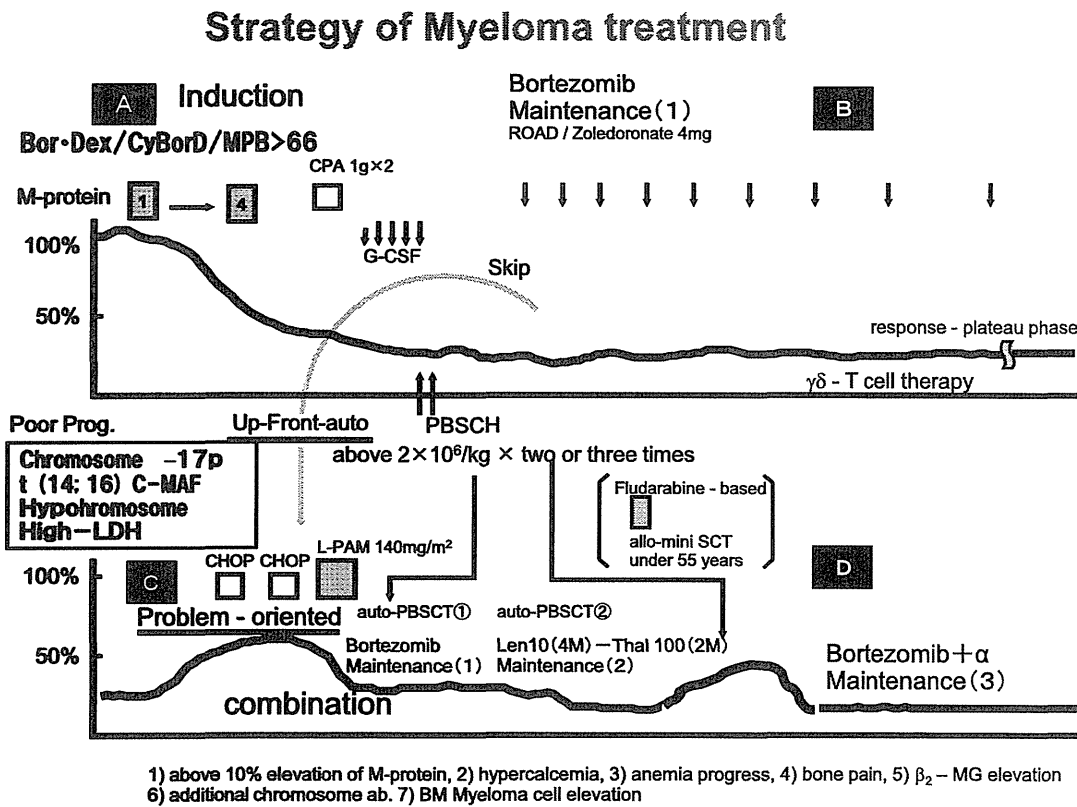 Strategy of Myeloma treatment
A Induction
Bor・Dex/CyBorD/MPB>66
Bortezomib
Maintenance(1)
ROAD / Zoledoronate 4mg
B
CPA 1g×2
M-protein 1 → 4
G-CSF
Skip
100%
50%
response - plateau phase
γδ - T cell therapy
PBSCH
Up-Front-auto
above 2×10⁶/kg × two or three times
Poor Prog.
Chromosome -17p
t (14; 16) C-MAF
Hypohromosome
High-LDH
Fludarabine - based
allo-mini SCT
under 55 years
C
CHOP CHOP
L-PAM 140mg/m²
D
100%
50%
Problem - oriented
auto-PBSCT①
auto-PBSCT②
Bortezomib
Maintenance(1)
Len10(4M)-Thal 100(2M)
Maintenance(2)
Bortezomib+α
Maintenance(3)
combination
1) above 10% elevation of M-protein, 2) hypercalcemia, 3) anemia progress, 4) bone pain, 5) β₂ - MG elevation
6) additional chromosome ab. 7) BM Myeloma cell elevation